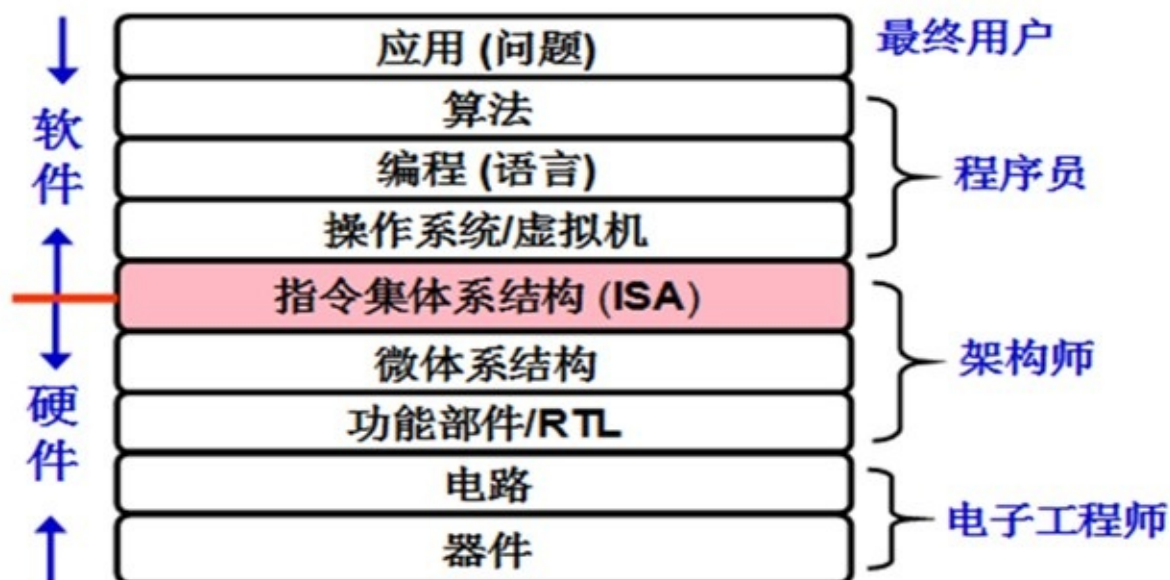 应用 (问题)
最终用户
算法
编程 (语言)
程序员
操作系统/虚拟机
软件
指令集体系结构 (ISA)
微体系结构
架构师
功能部件/RTL
硬件
电路
电子工程师
器件